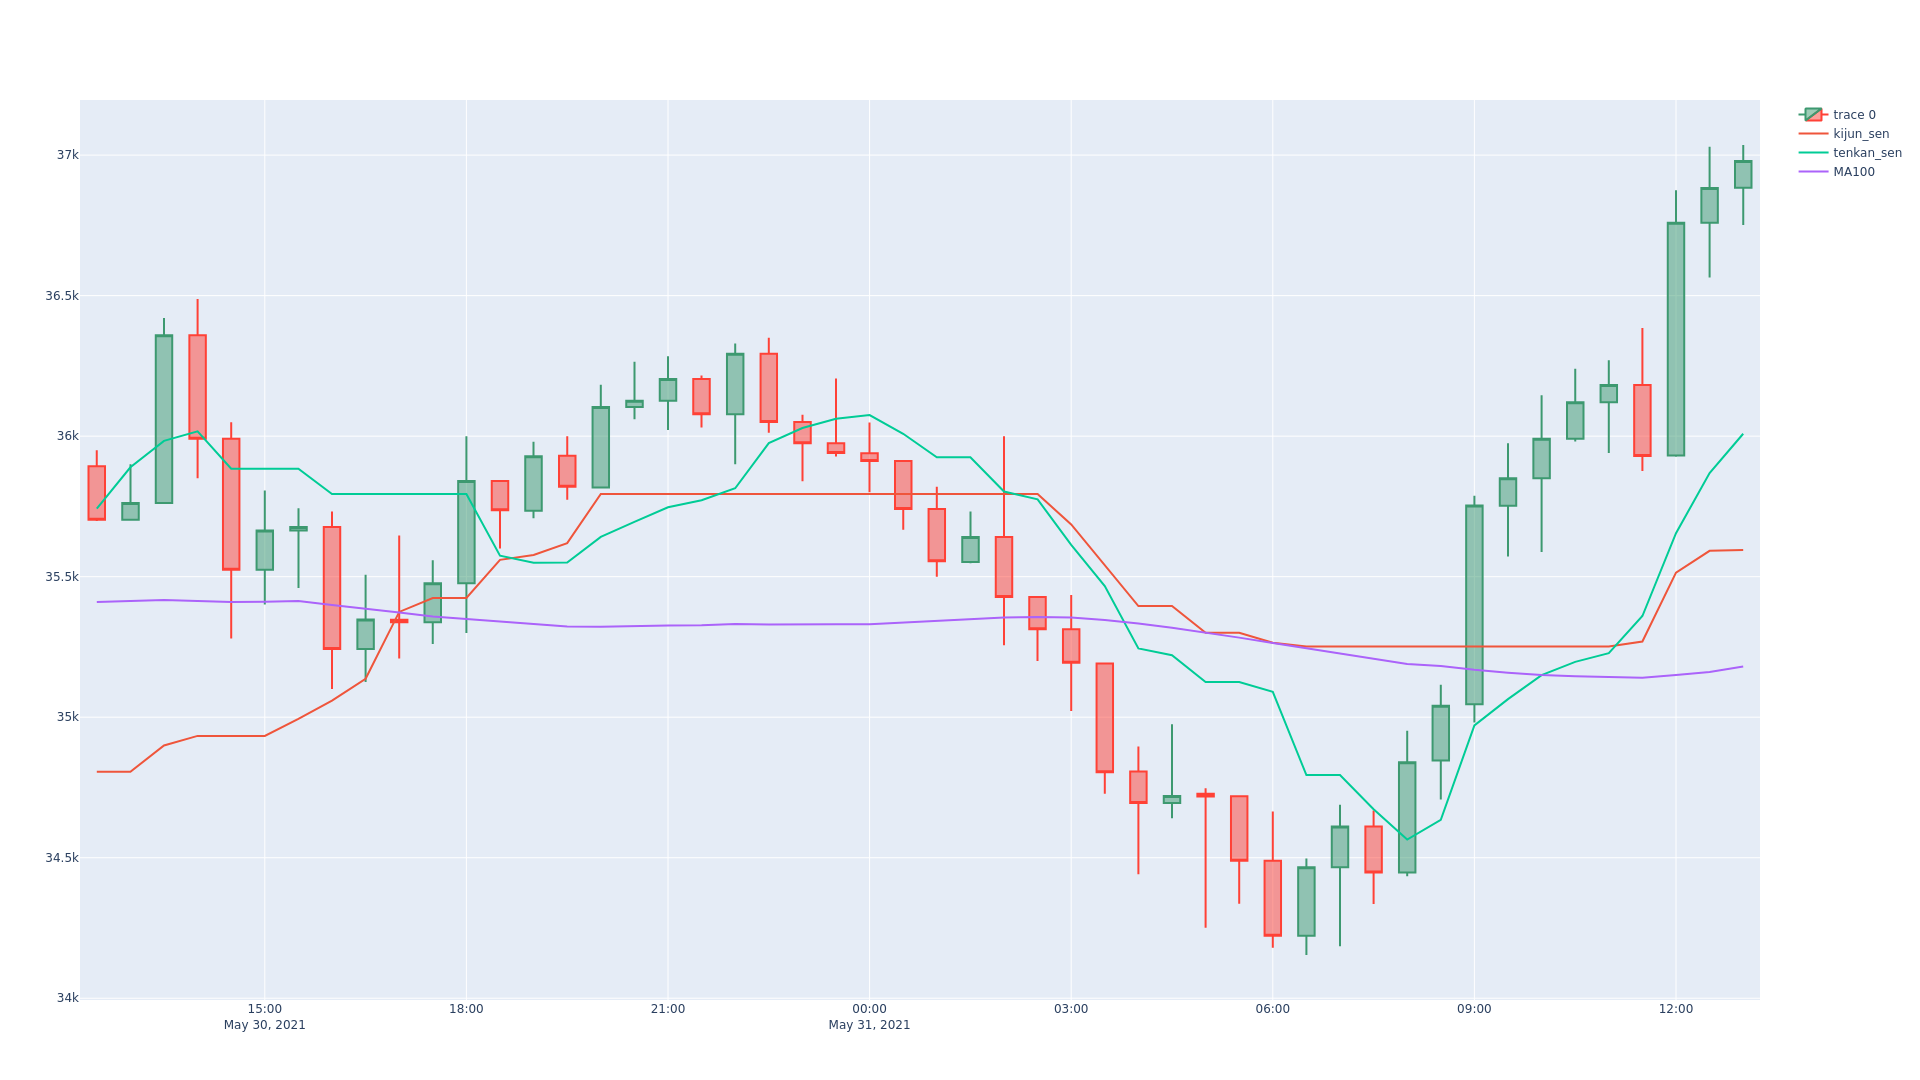 trace 0
kijun_sen
tenkan_sen
MA100
37k
36.5k
36k
35.5k
35k
34.5k
34k
15:00
May 30, 2021
18:00
21:00
00:00
May 31, 2021
03:00
06:00
09:00
12:00